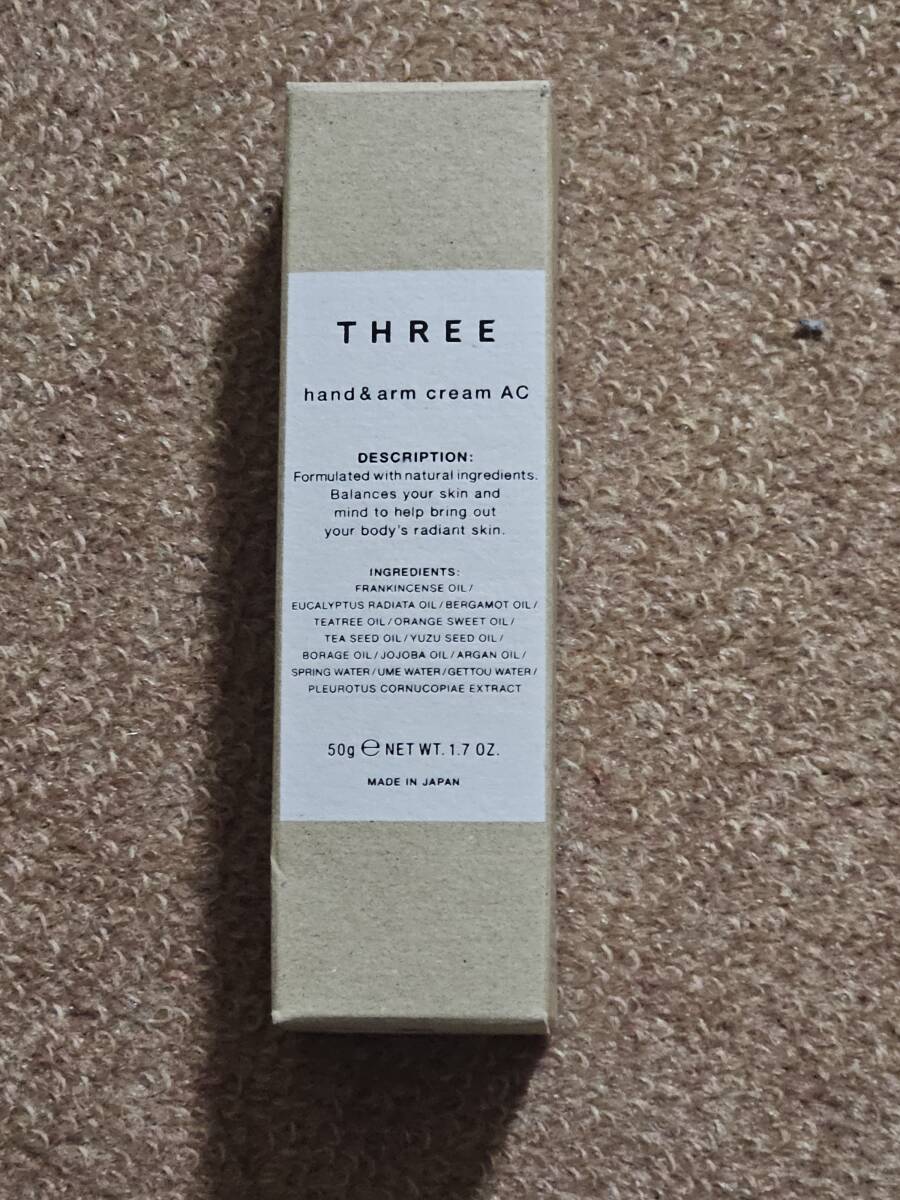 THREE
hand & arm cream AC
DESCRIPTION:
Formulated with natural ingredients.
Balances your skin and
mind to help bring out
your body's radiant skin.
INGREDIENTS:
FRANKINCENSE OIL/
EUCALYPTUS RADIATA OIL/BERGAMOT OIL/
TEATREE OIL/ORANGE SWEET OIL/
TEA SEED OIL/YUZU SEED OIL/
BORAGE OIL/JOJOBA OIL/ARGAN OIL/
SPRING WATER/UME WATER/GETTOU WATER/
PLEUROTUS CORNUCOPIAE EXTRACT
50g ℮ NET WT. 1.7 OZ.
MADE IN JAPAN